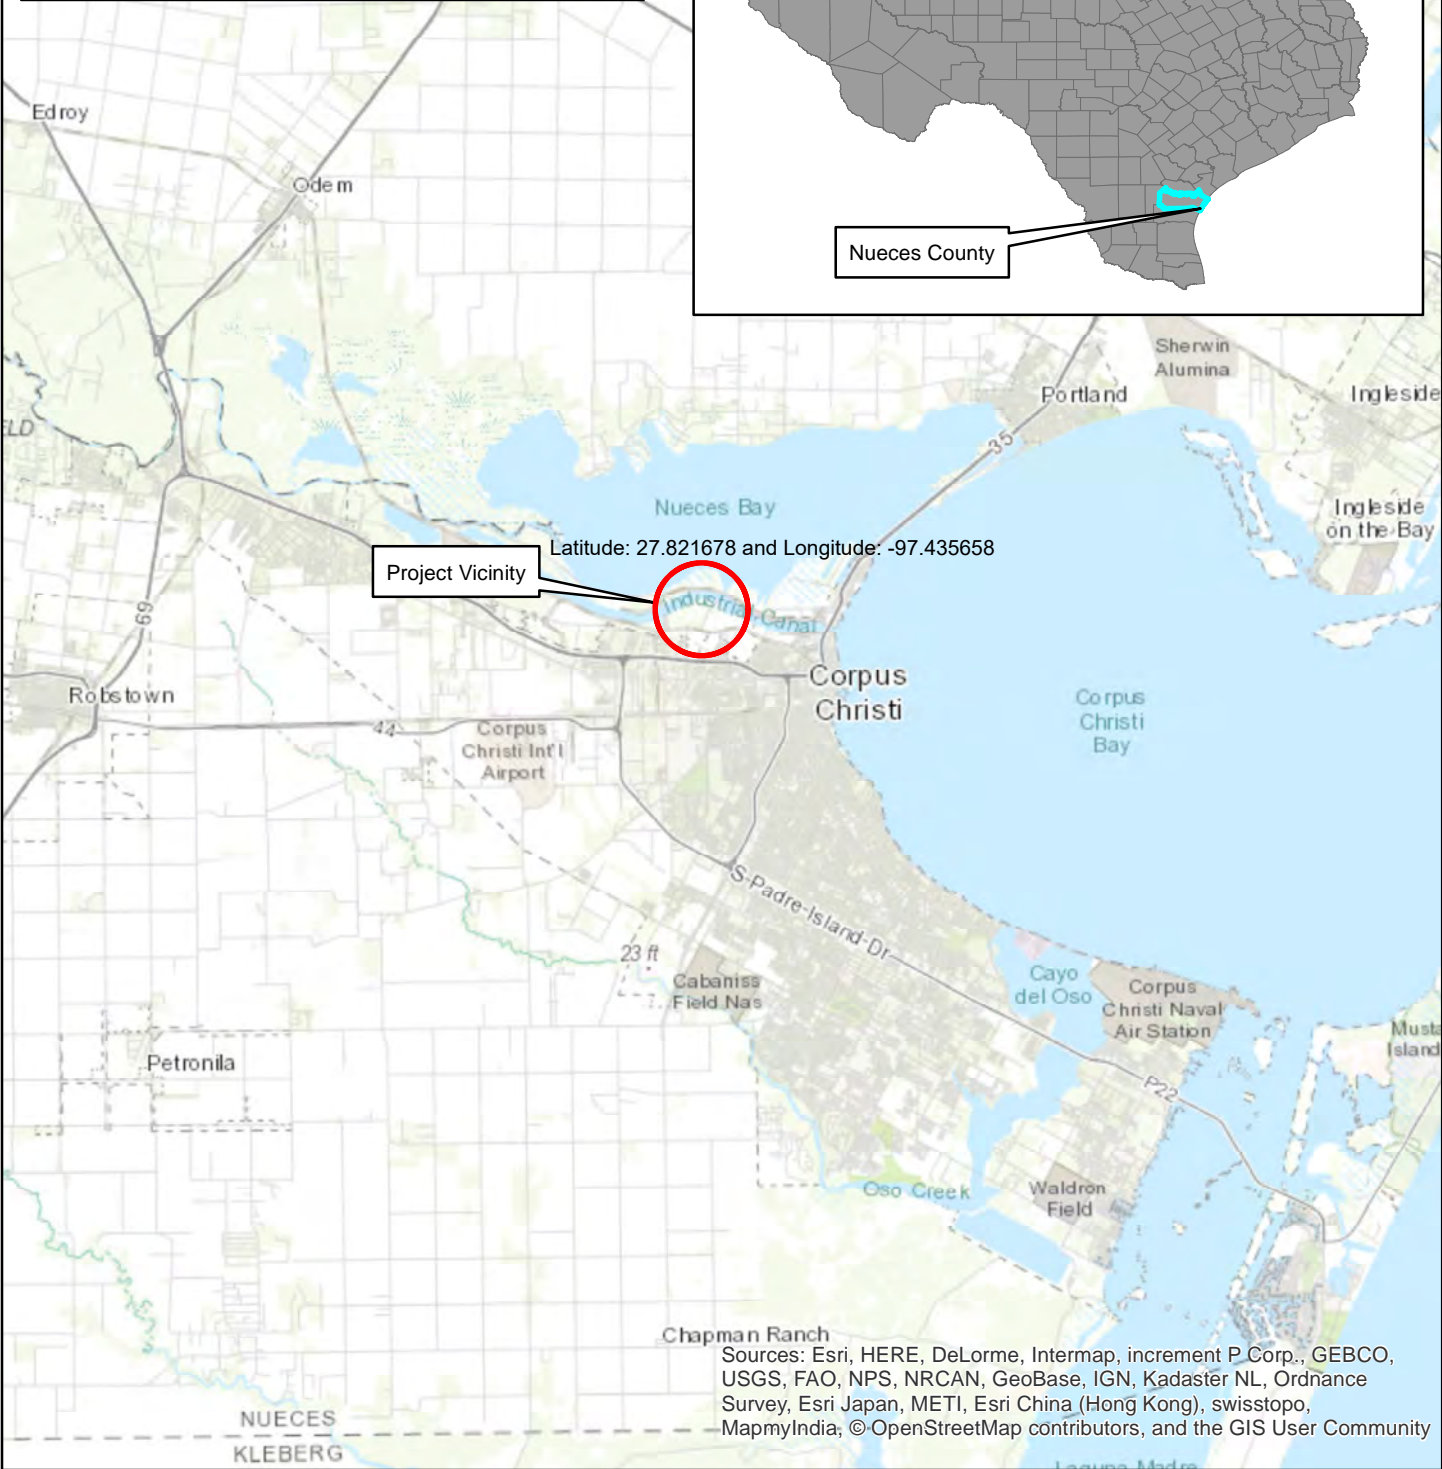 Edroy
Odem
Nueces County
Sherwin
Alumina
Portland
Ingleside
35
Nueces Bay
Ingleside
on the Bay
Latitude: 27.821678 and Longitude: -97.435658
Project Vicinity
Industrial Canal
69
Robstown
Corpus
Christi
Corpus
Christi
Bay
44
Corpus
Christi Int'l
Airport
S-Padre-Island-Dr
23 ft
Cabaniss
Field Nas
Cayo
del Oso
Corpus
Christi Naval
Air Station
Musta
Island
Petronila
P22
Oso Creek
Waldron
Field
Chapman Ranch
Sources: Esri, HERE, DeLorme, Intermap, increment P Corp., GEBCO,
USGS, FAO, NPS, NRCAN, GeoBase, IGN, Kadaster NL, Ordnance
Survey, Esri Japan, METI, Esri China (Hong Kong), swisstopo,
MapmyIndia, © OpenStreetMap contributors, and the GIS User Community
NUECES
KLEBERG
Laguna Madre